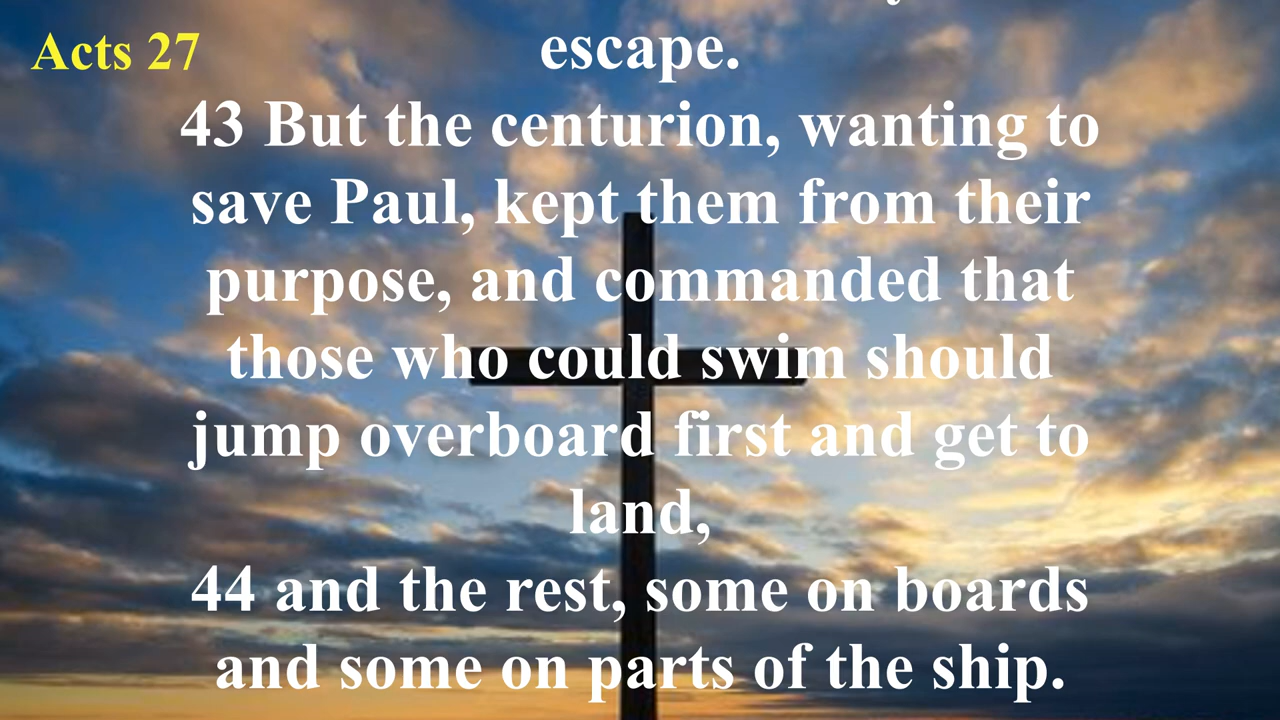 Acts 27
escape.
43 But the centurion, wanting to
save Paul, kept them from their
purpose, and commanded that
those who could swim should
jump overboard first and get to
land,
44 and the rest, some on boards
and some on parts of the ship.